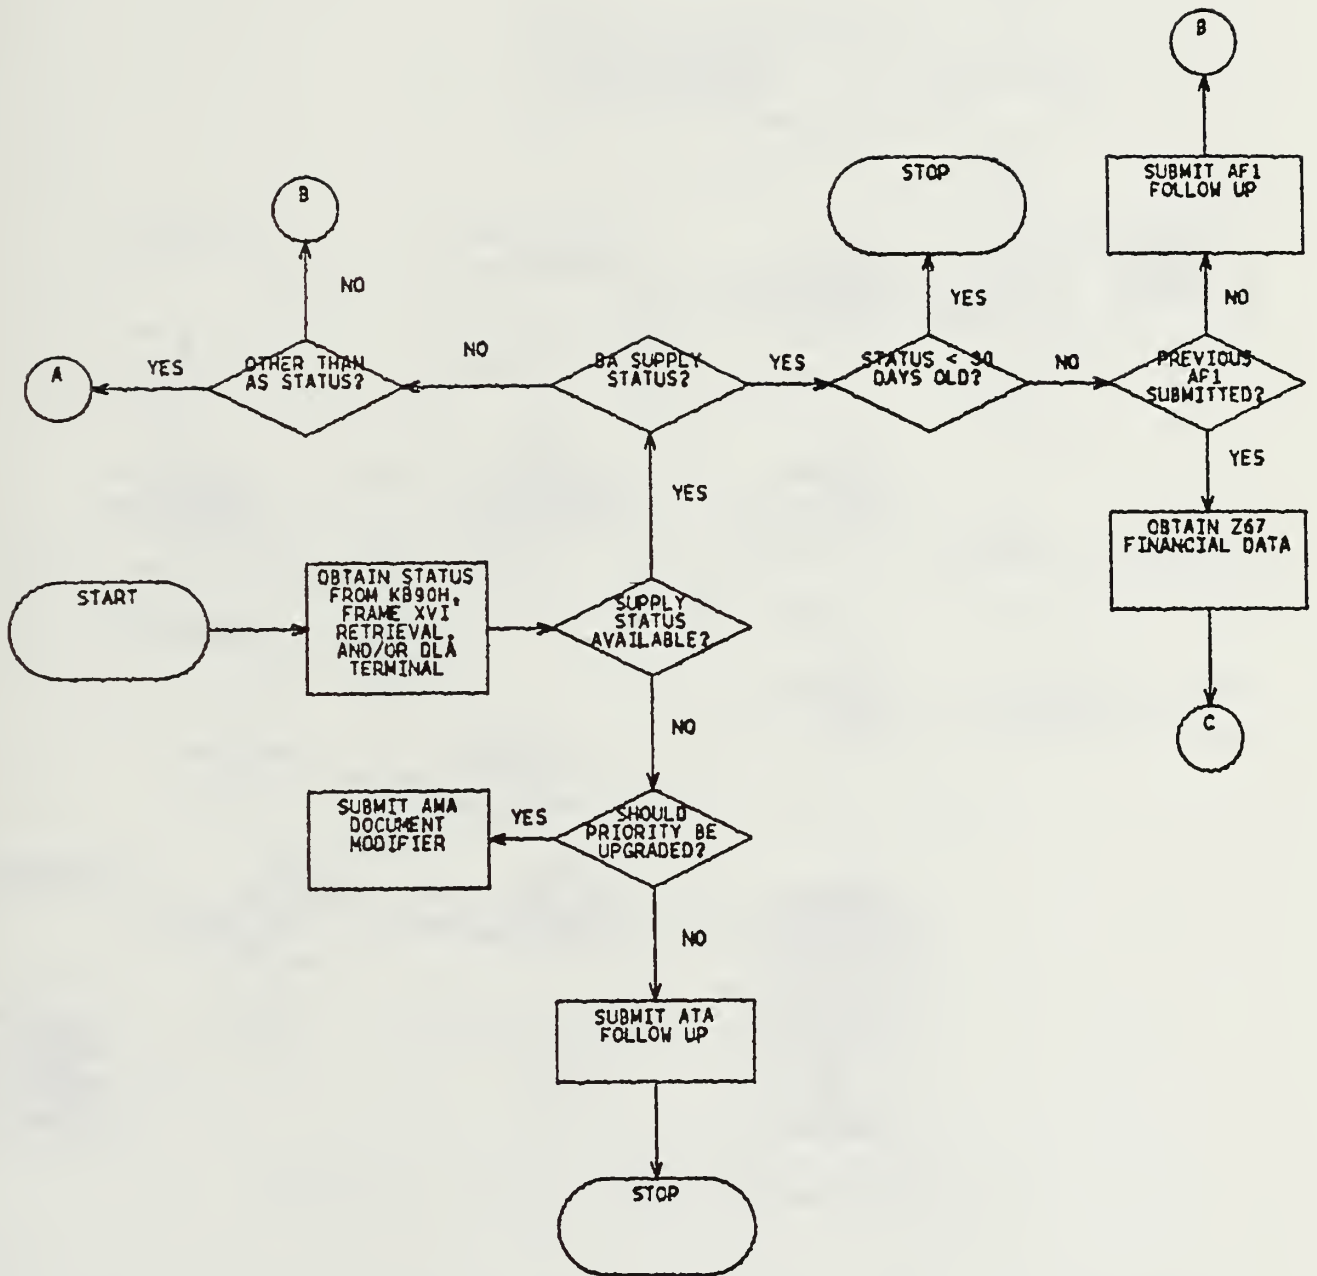 B
SUBMIT AF1
FOLLOW UP
STOP
B
NO
YES
NO
A
YES
OTHER THAN
AS STATUS?
NO
BA SUPPLY
STATUS?
YES
STATUS <
DAYS OLD?
NO
PREVIOUS
AF1
SUBMITTED?
YES
YES
OBTAIN Z67
FINANCIAL DATA
START
OBTAIN STATUS
FROM KB90H,
FRAME XVI
RETRIEVAL,
AND/OR DLA
TERMINAL
SUPPLY
STATUS
AVAILABLE?
NO
C
SUBMIT AMA
DOCUMENT
MODIFIER
YES
SHOULD
PRIORITY BE
UPGRADED?
NO
SUBMIT ATA
FOLLOW UP
STOP